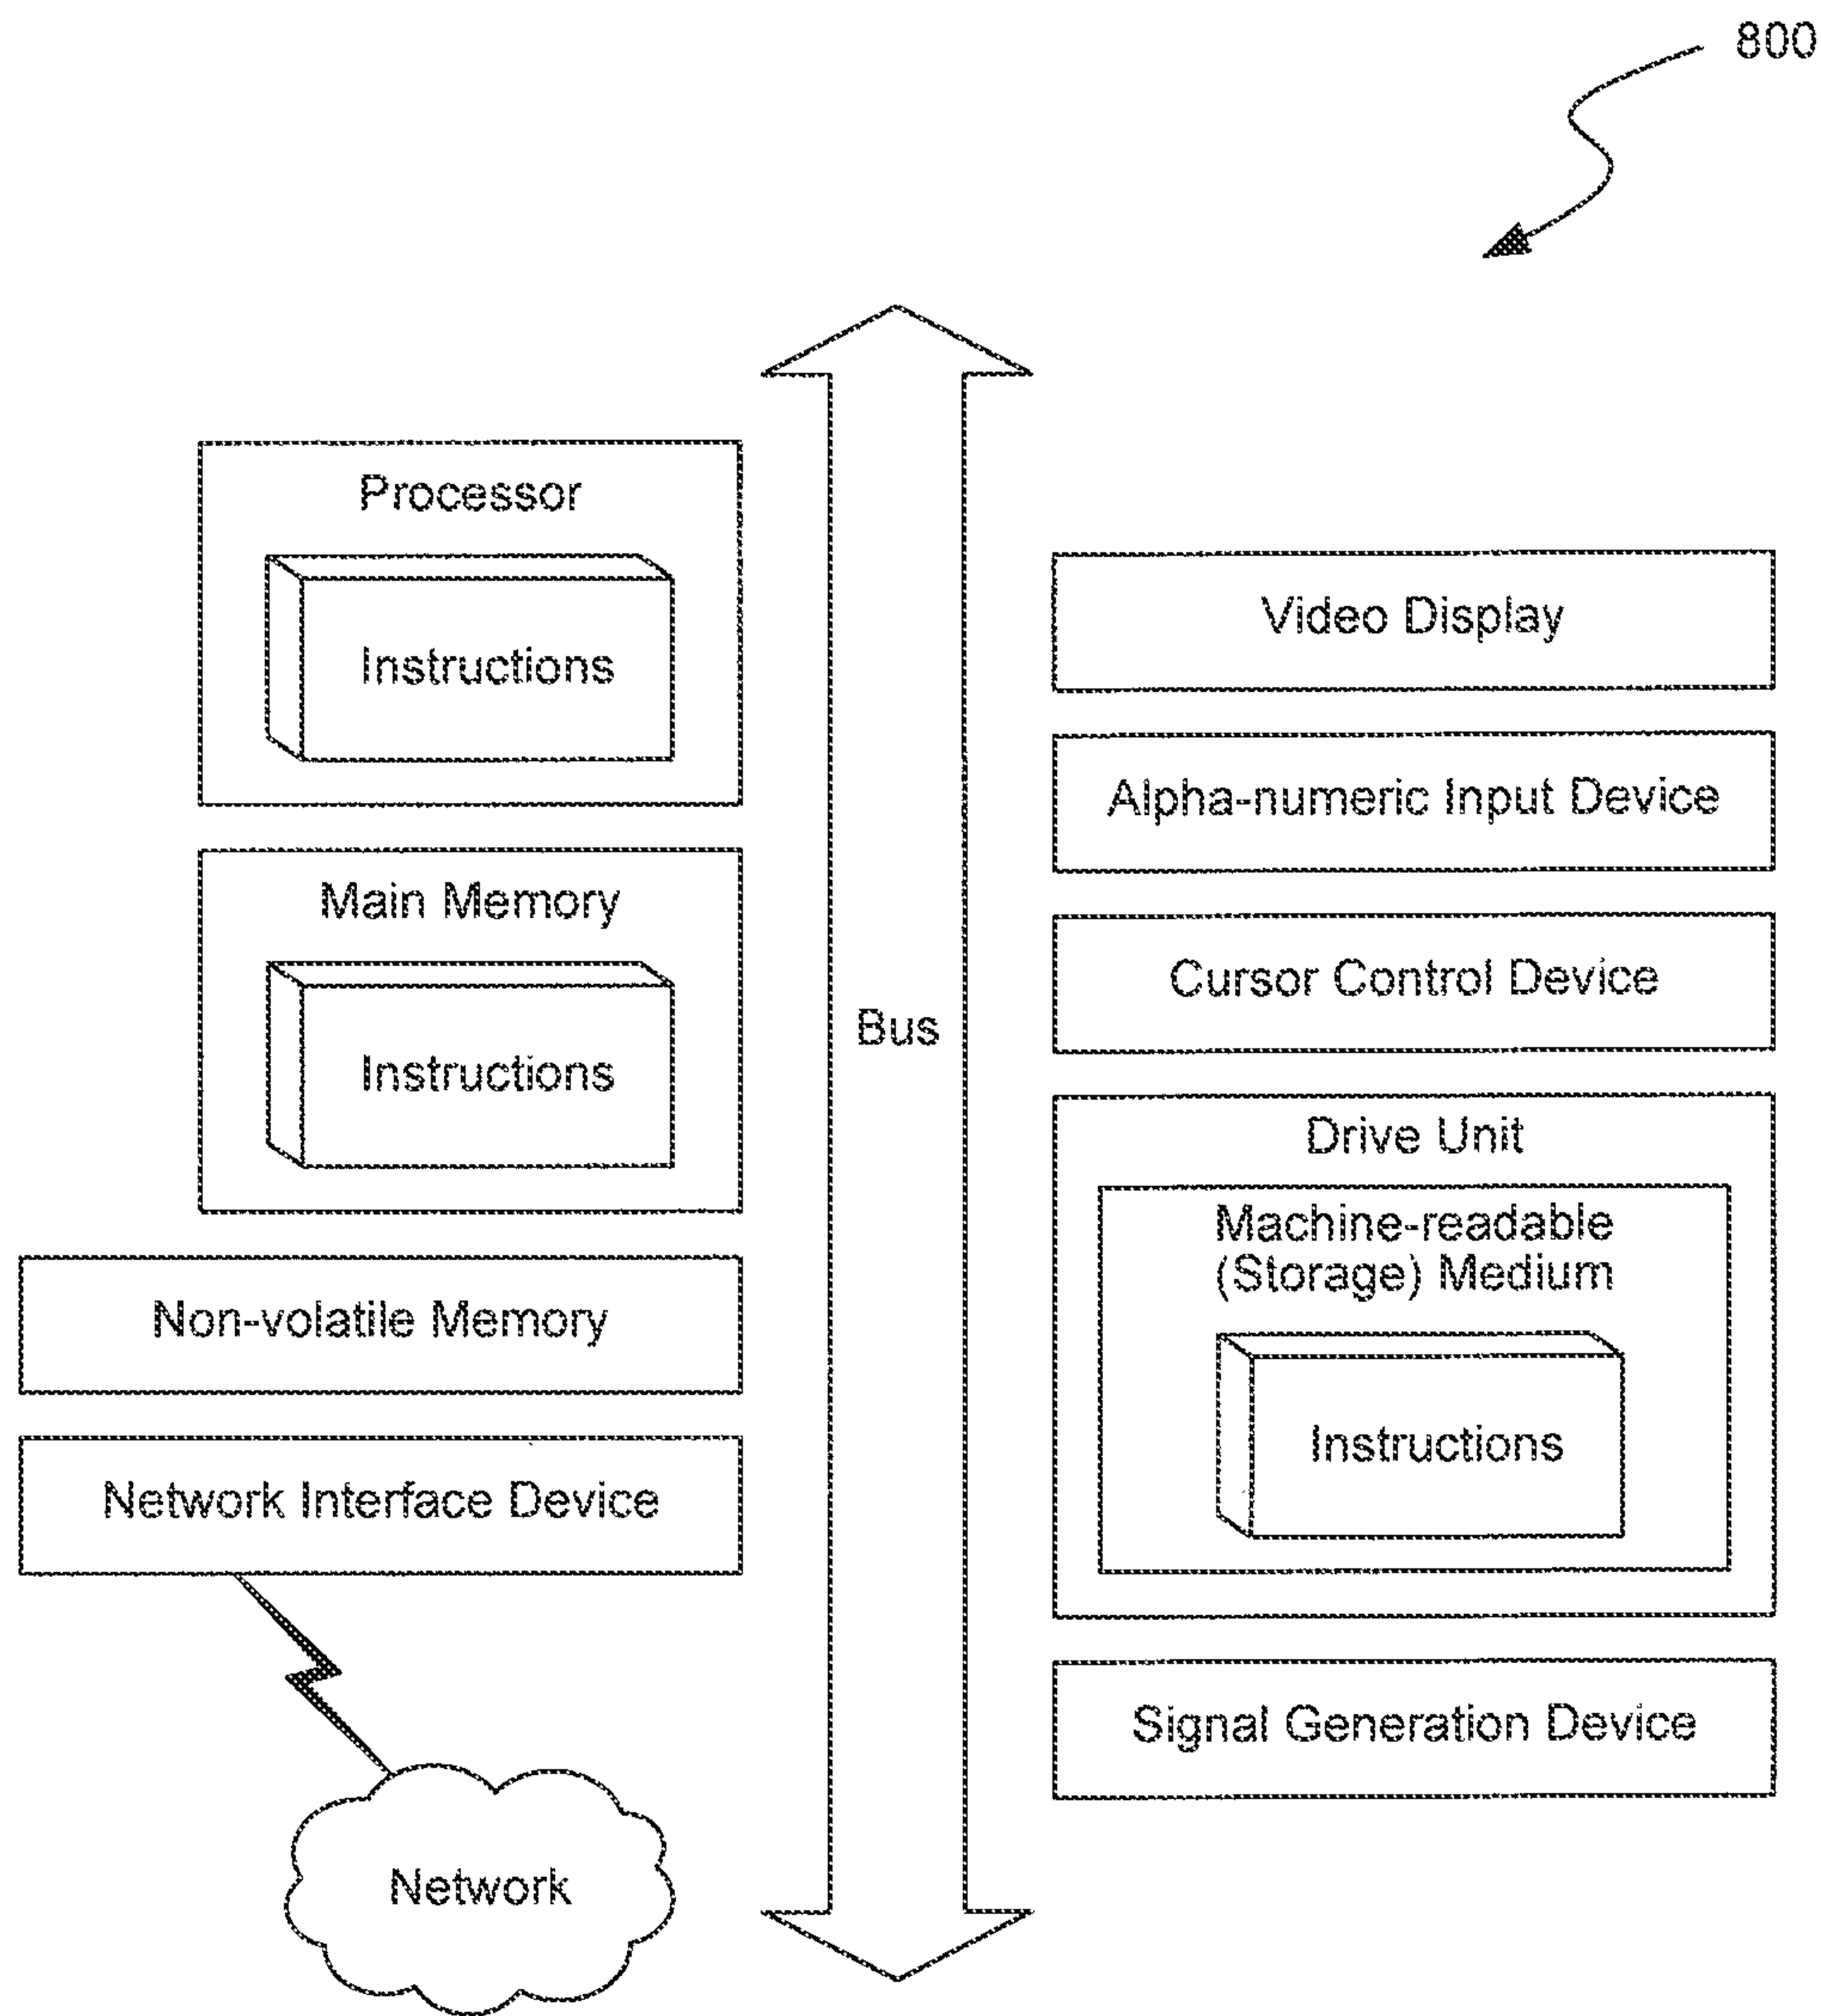 800
Processor
Instructions
Main Memory
Instructions
Non-volatile Memory
Network Interface Device
Network
Bus
Video Display
Alpha-numeric Input Device
Cursor Control Device
Drive Unit
Machine-readable
(Storage) Medium
Instructions
Signal Generation Device